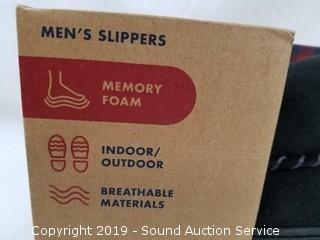 MEN'S SLIPPERS
MEMORY
FOAM
INDOOR/
OUTDOOR
BREATHABLE
MATERIALS
Copyright 2019 - Sound Auction Service